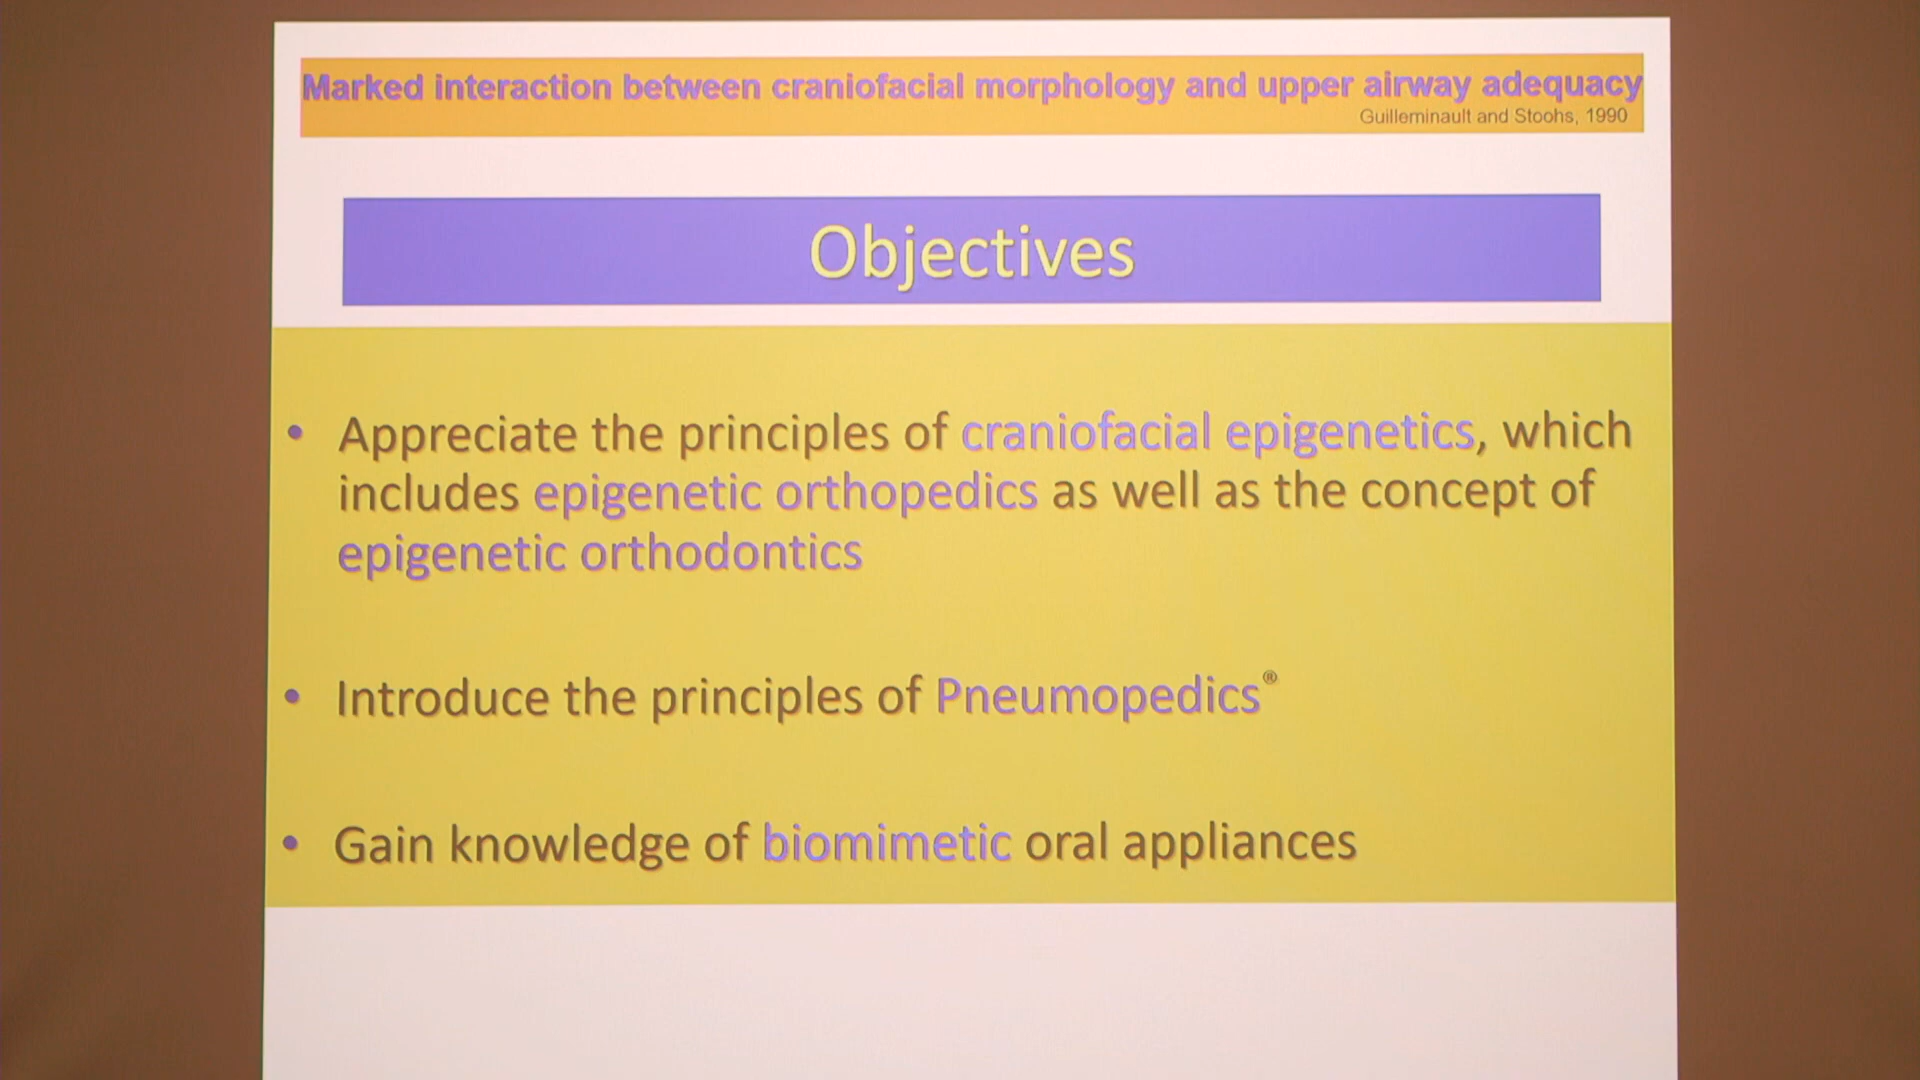 Marked interaction between craniofacial morphology and upper airway adequacy
Guilleminault and Stoohs, 1990
Objectives
• Appreciate the principles of craniofacial epigenetics, which
includes epigenetic orthopedics as well as the concept of
epigenetic orthodontics
• Introduce the principles of Pneumopedics®
• Gain knowledge of biomimetic oral appliances